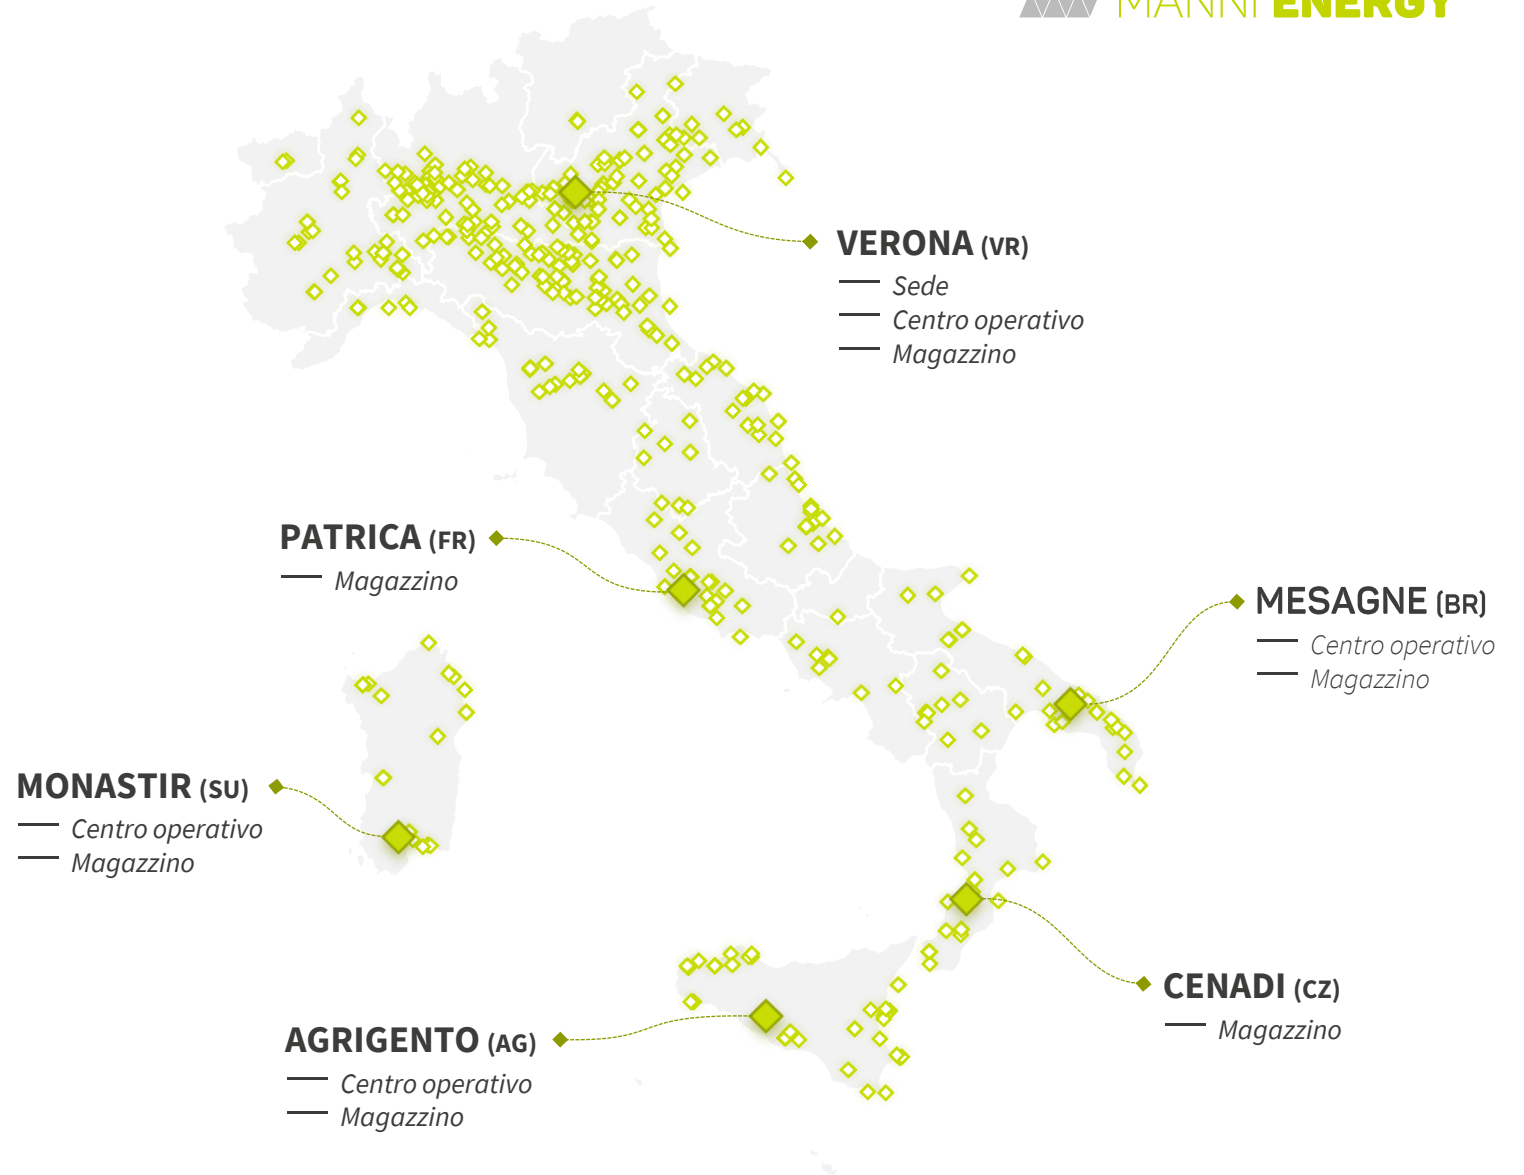 MANNI ENERGY
VERONA (VR)
Sede
Centro operativo
Magazzino
PATRICA (FR)
Magazzino
MESAGNE (BR)
Centro operativo
Magazzino
MONASTIR (SU)
Centro operativo
Magazzino
CENADI (CZ)
Magazzino
AGRIGENTO (AG)
Centro operativo
Magazzino